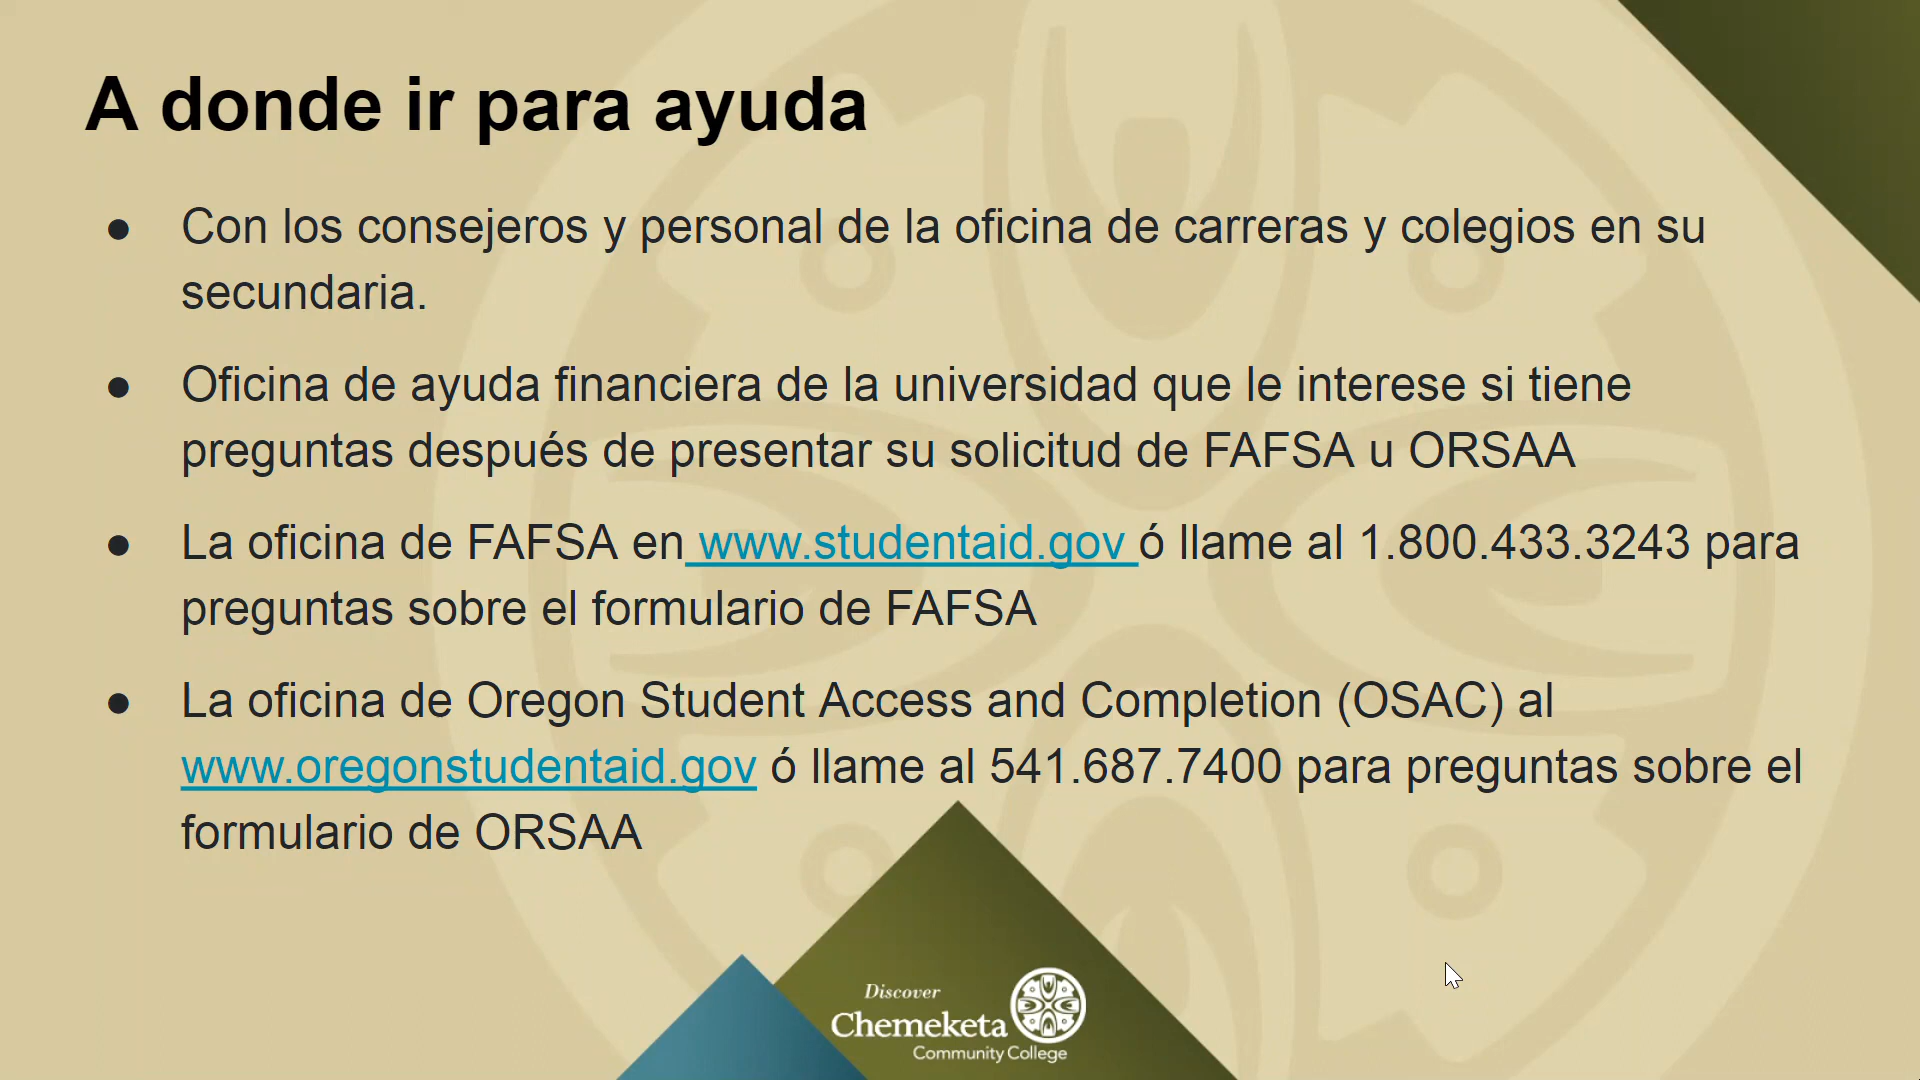 A donde ir para ayuda
● Con los consejeros y personal de la oficina de carreras y colegios en su
secundaria.
● Oficina de ayuda financiera de la universidad que le interese si tiene
preguntas después de presentar su solicitud de FAFSA u ORSAA
● La oficina de FAFSA en www.studentaid.gov ó llame al 1.800.433.3243 para
preguntas sobre el formulario de FAFSA
● La oficina de Oregon Student Access and Completion (OSAC) al
www.oregonstudentaid.gov ó llame al 541.687.7400 para preguntas sobre el
formulario de ORSAA
Discover
Chemeketa
Community College